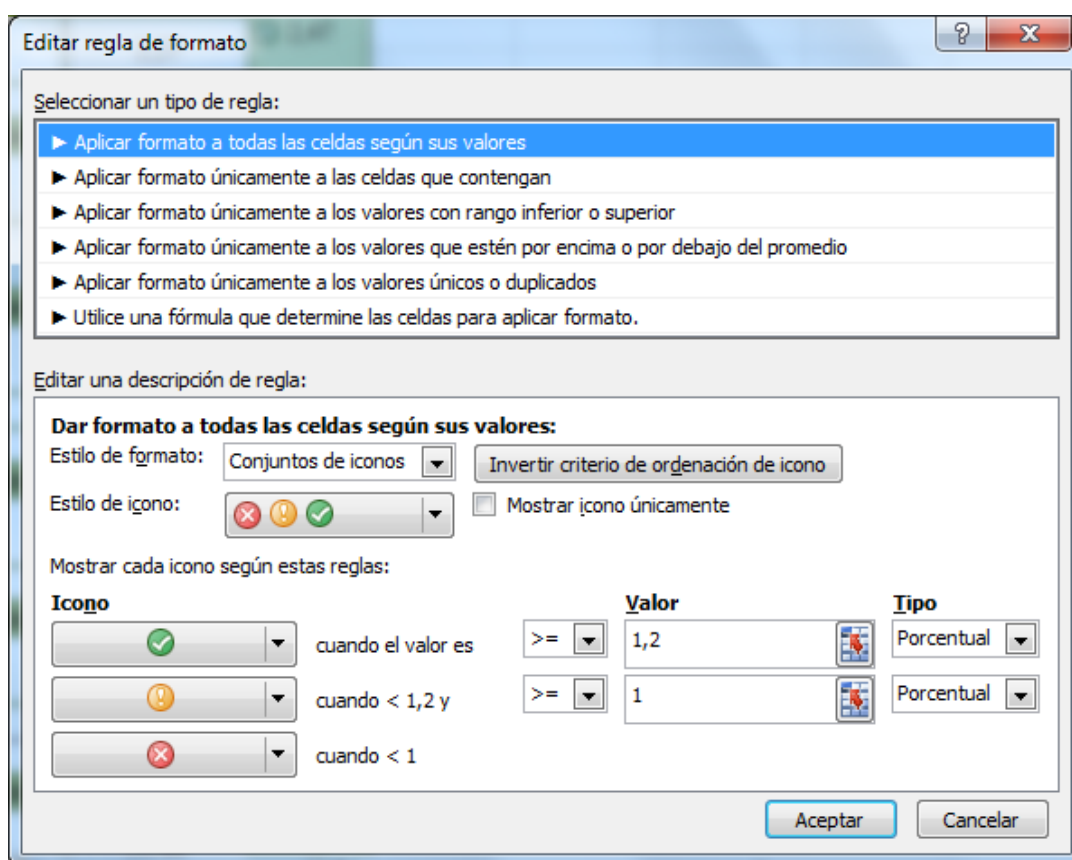 Editar regla de formato
Seleccionar un tipo de regla:
► Aplicar formato a todas las celdas según sus valores
► Aplicar formato únicamente a las celdas que contengan
► Aplicar formato únicamente a los valores con rango inferior o superior
► Aplicar formato únicamente a los valores que estén por encima o por debajo del promedio
► Aplicar formato únicamente a los valores únicos o duplicados
► Utilice una fórmula que determine las celdas para aplicar formato.
Editar una descripción de regla:
Dar formato a todas las celdas según sus valores:
Estilo de formato: Conjuntos de iconos Invertir criterio de ordenación de icono
Estilo de icono: Mostrar icono únicamente
Mostrar cada icono según estas reglas:
Icono Valor Tipo
cuando el valor es >= 1,2 Porcentual
cuando < 1,2 y >= 1 Porcentual
cuando < 1
Aceptar Cancelar